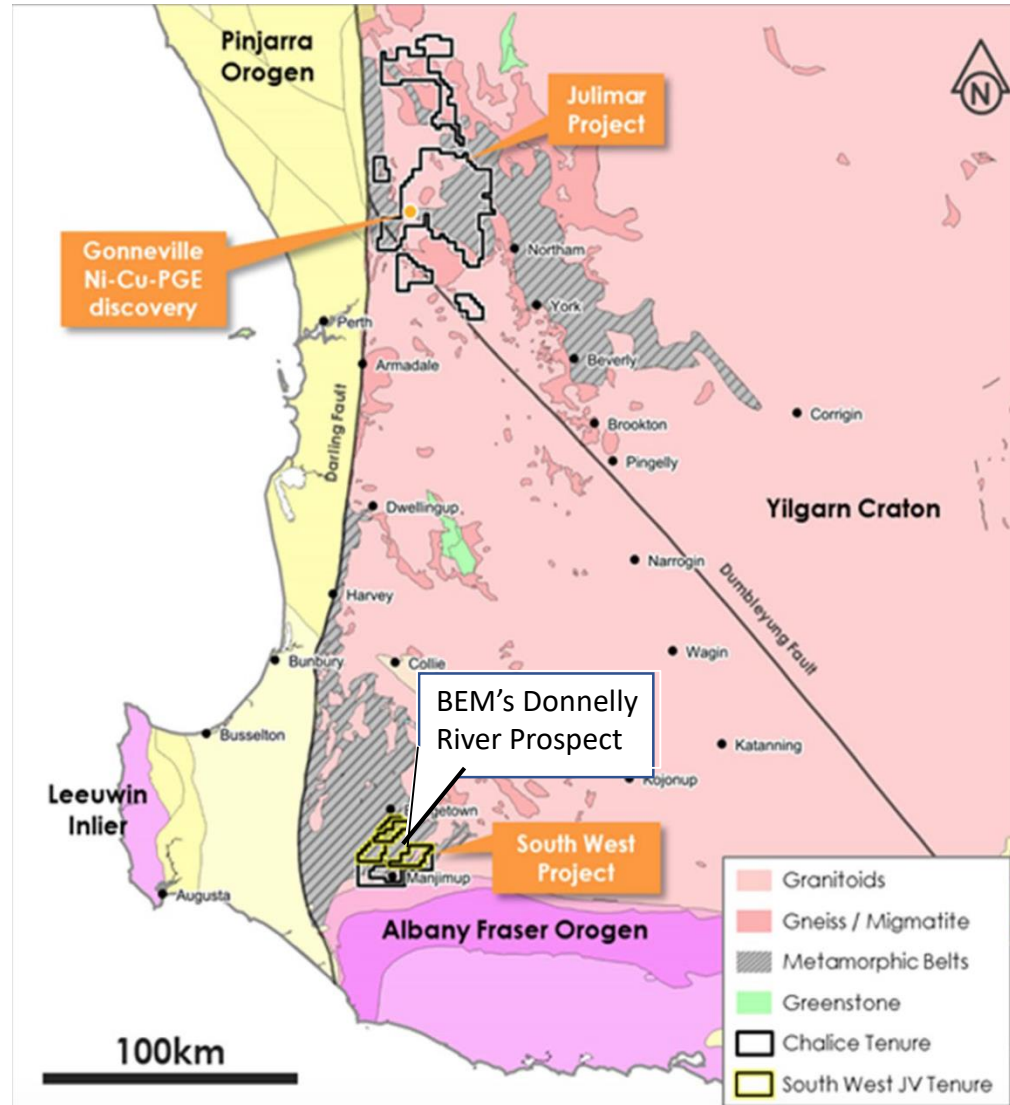 Pinjarra
Orogen
N
Julimar
Project
Gonneville
Ni-Cu-PGE
discovery
Northam
York
Perth
Beverly
Armadale
Darling Fault
Corrigin
Brookton
Pingelly
Yilgarn Craton
Dwellingup
Narrogin
Dumbleyung Fault
Harvey
Wagin
Bunbury
Collie
BEM's Donnelly
River Prospect
Busselton
Katanning
Kojonup
Leeuwin
Inlier
South West
Project
Manjimup
Augusta
Albany Fraser Orogen
100km
Granitoids
Gneiss / Migmatite
Metamorphic Belts
Greenstone
Chalice Tenure
South West JV Tenure